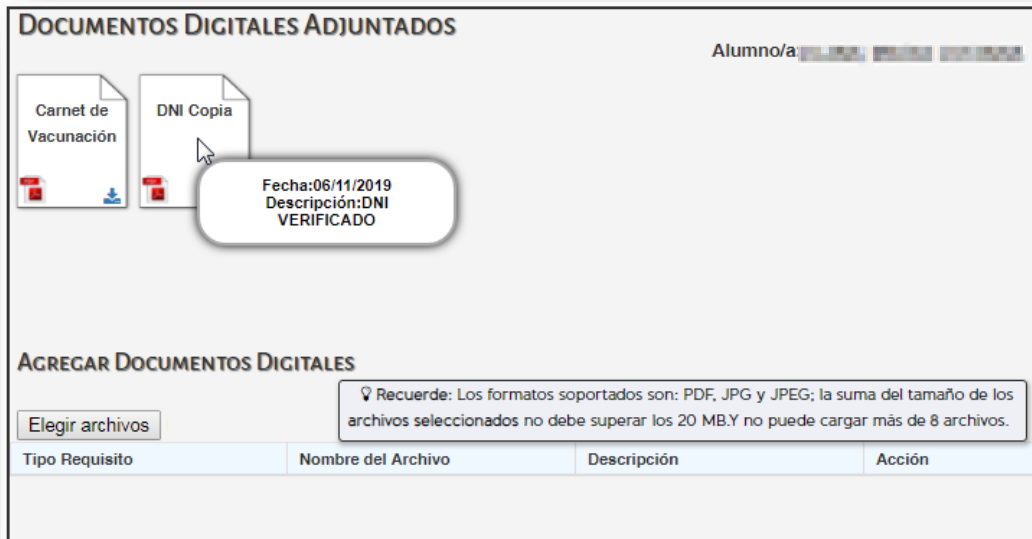 DOCUMENTOS DIGITALES ADJUNTADOS
Alumno/a:
Carnet de
Vacunación
DNI Copia
Fecha:06/11/2019
Descripción:DNI
VERIFICADO
AGREGAR DOCUMENTOS DIGITALES
Recuerde: Los formatos soportados son: PDF, JPG y JPEG; la suma del tamaño de los
archivos seleccionados no debe superar los 20 MB.Y no puede cargar más de 8 archivos.
Elegir archivos
Tipo Requisito Nombre del Archivo Descripción Acción